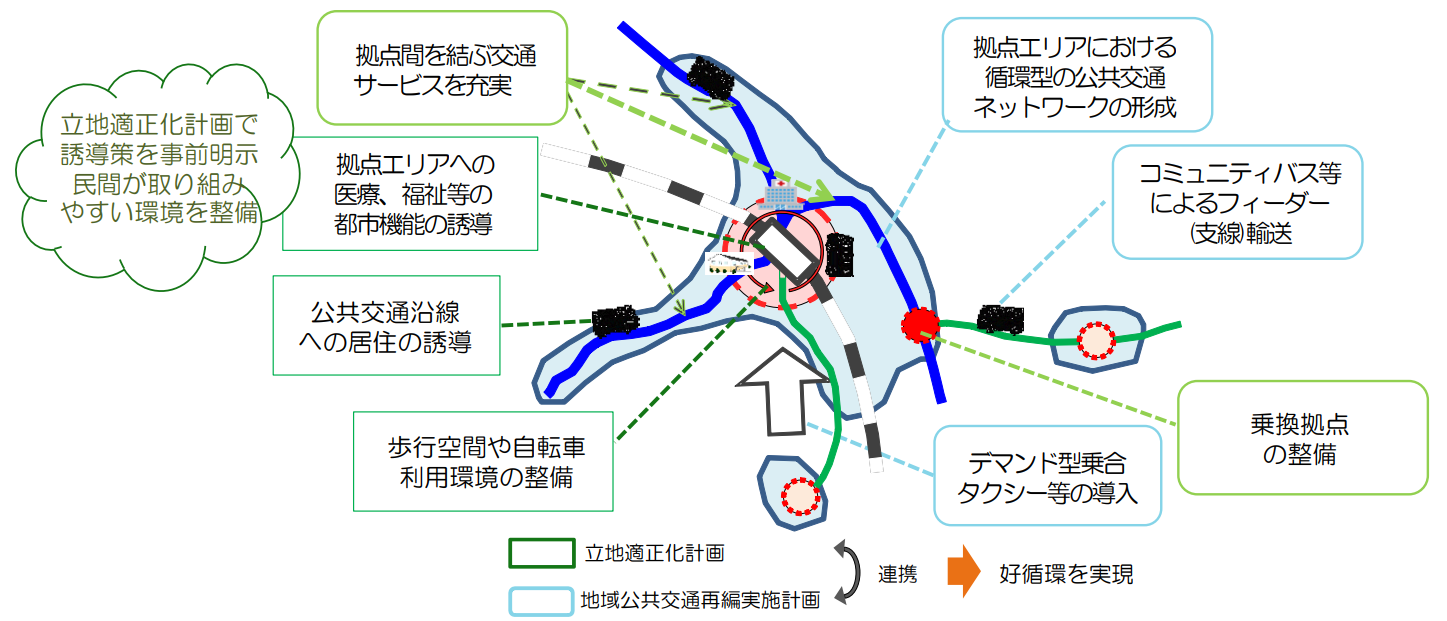 立地適正化計画で
誘導策を事前明示
民間が取り組み
やすい環境を整備
拠点間を結ぶ交通
サービスを充実
拠点エリアへの
医療、福祉等の
都市機能の誘導
公共交通沿線
への居住の誘導
歩行空間や自転車
利用環境の整備
拠点エリアにおける
循環型の公共交通
ネットワークの形成
コミュニティバス等
によるフィーダー
(支線)輸送
乗換拠点
の整備
デマンド型乗合
タクシー等の導入
立地適正化計画
地域公共交通再編実施計画
連携
好循環を実現